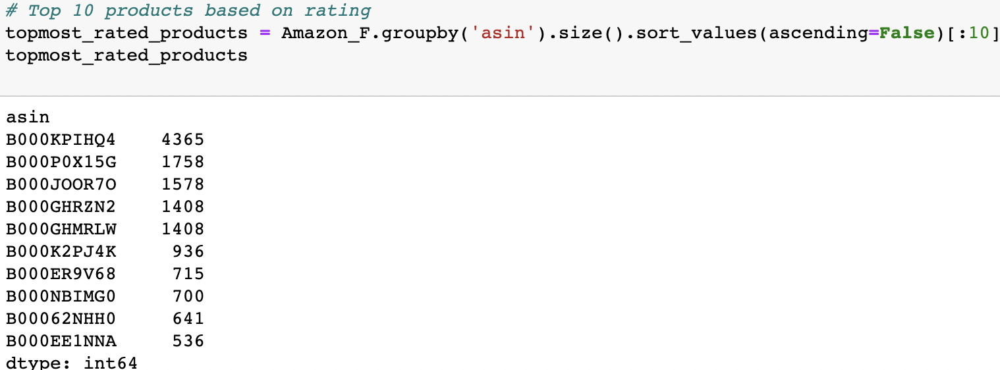 # Top 10 products based on rating
topmost_rated_products = Amazon_F.groupby('asin').size().sort_values(ascending=False)[:10]
topmost_rated_products
asin
B000KPIHQ4    4365
B000P0X15G    1758
B000JOOR7O    1578
B000GHRZN2    1408
B000GHMRLW    1408
B000K2PJ4K     936
B000ER9V68     715
B000NBIMG0     700
B00062NHH0     641
B000EE1NNA     536
dtype: int64